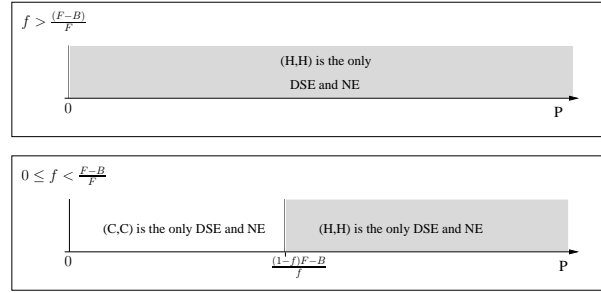 f > (F−B)/F
(H,H) is the only
DSE and NE
0
P
0 ≤ f < F−B/F
(C,C) is the only DSE and NE
(H,H) is the only DSE and NE
0
(1−f)F−B/f
P